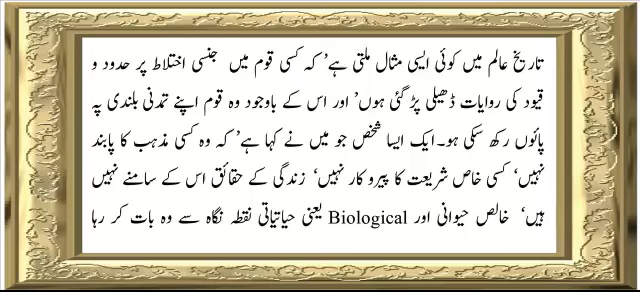 تاریخ عالم میں کوئی ایسی مثال ملتی ہے’ کہ کسی قوم میں جنسی اختلاط پر حدود و
قیود کی روایات ڈھیلی پڑ گئی ہوں’ اور اس کے باوجود وہ قوم اپنے تمدنی بلندی پہ
پائوں رکھ سکی ہو۔ ایک ایسا شخص جو میں نے کہا ہے’ کہ وہ کسی مذہب کا پابند
نہیں‘ کسی خاص شریعت کا پیرو کار نہیں‘ زندگی کے حقائق اس کے سامنے نہیں
ہیں‘ خالص حیوانی اور Biological یعنی حیاتیاتی نقطہ نگاہ سے وہ بات کر رہا